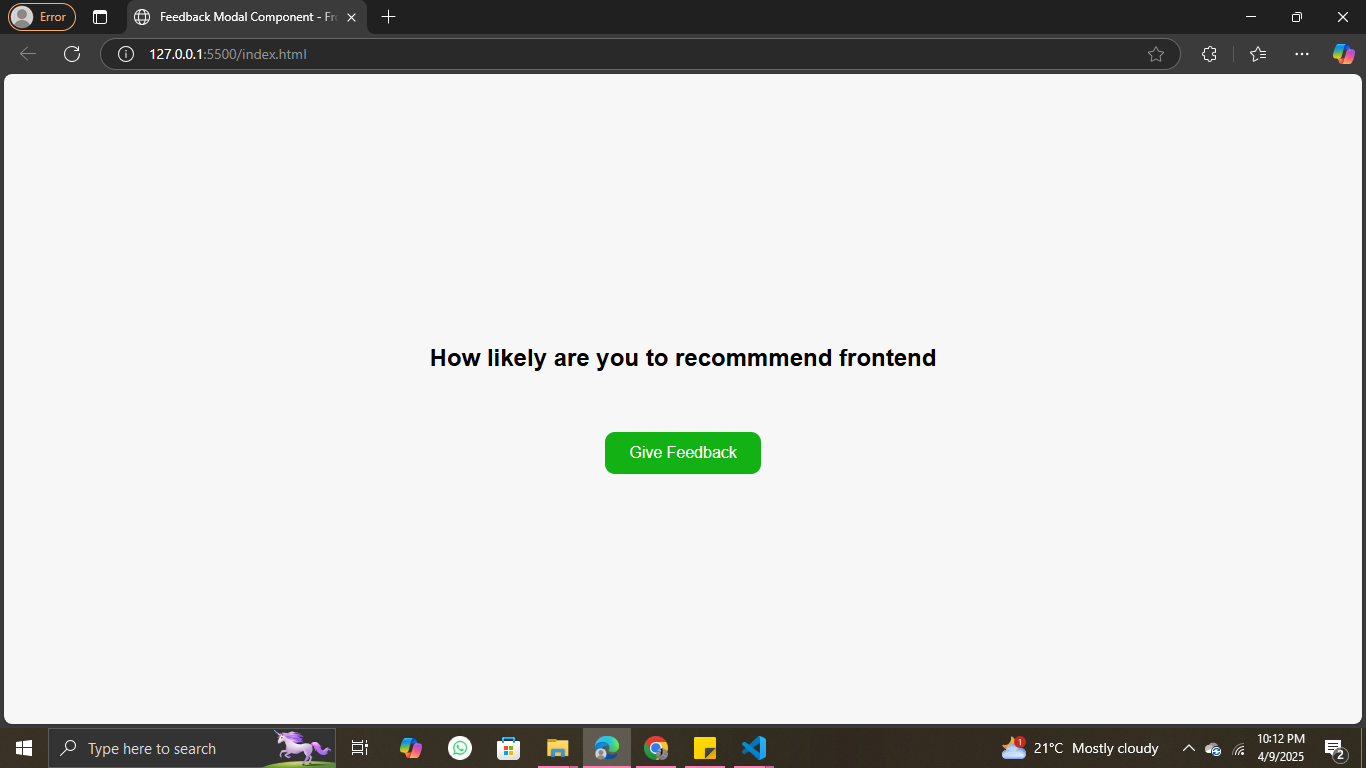 Error
Feedback Modal Component - Fr
127.0.0.1:5500/index.html
How likely are you to recommmend frontend
Give Feedback
Type here to search
1
21°C Mostly cloudy
10:12 PM
4/9/2025
2